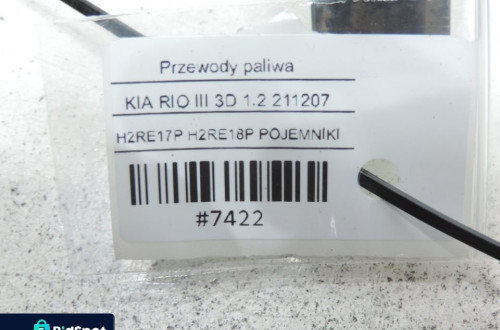 Przewody paliwa
KIA RIO III 3D 1.2 211207
H2RE17P H2RE18P POJEMNIKI
#7422